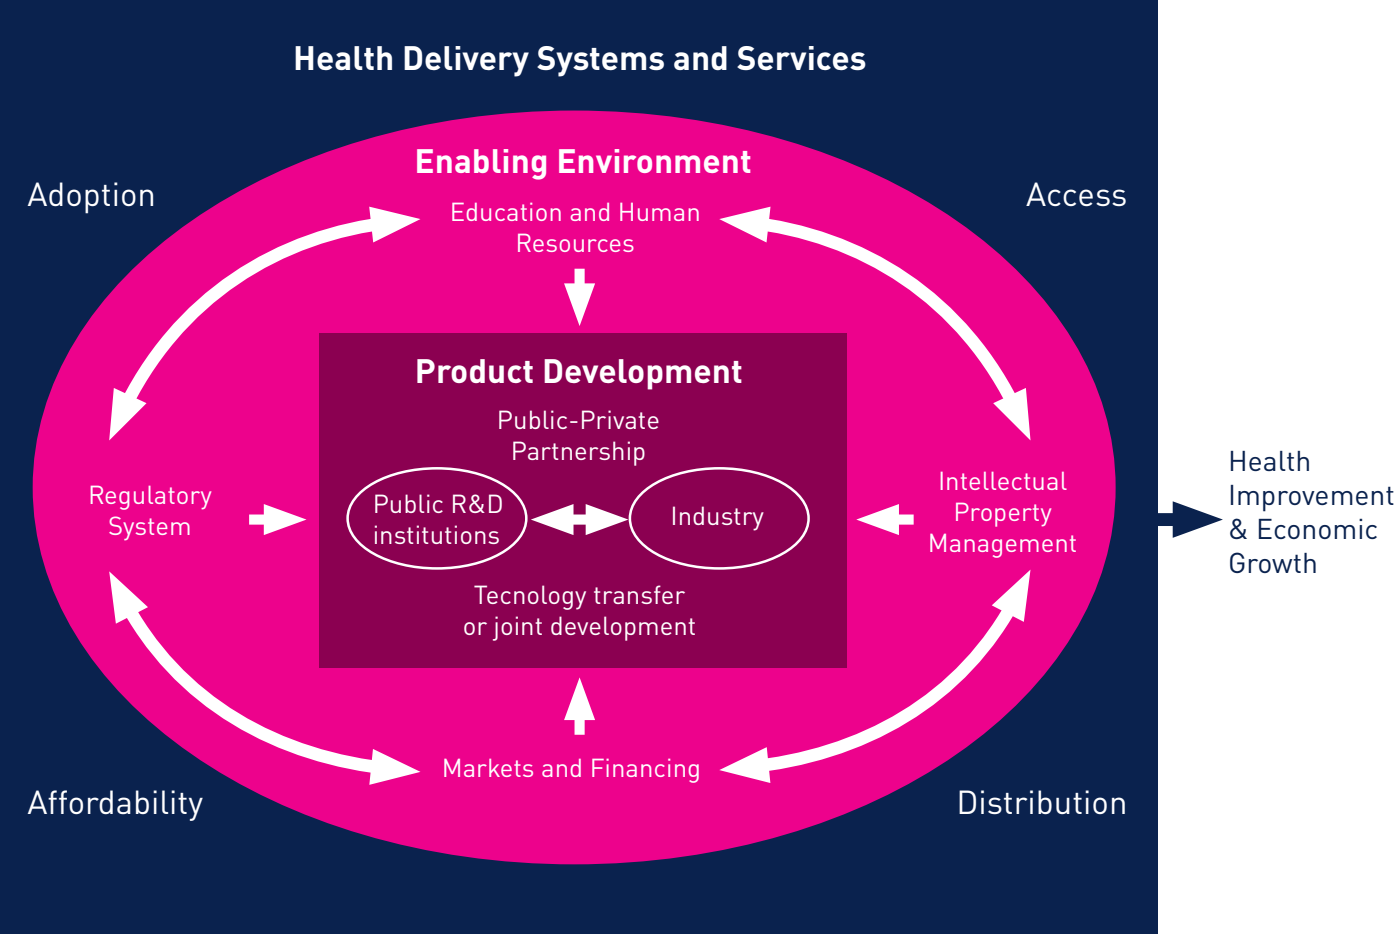 Health Delivery Systems and Services
Enabling Environment
Adoption
Access
Education and Human
Resources
Product Development
Public-Private
Partnership
Regulatory
System
Public R&D
institutions
Industry
Intellectual
Property
Management
Health
Improvement
& Economic
Growth
Tecnology transfer
or joint development
Markets and Financing
Affordability
Distribution